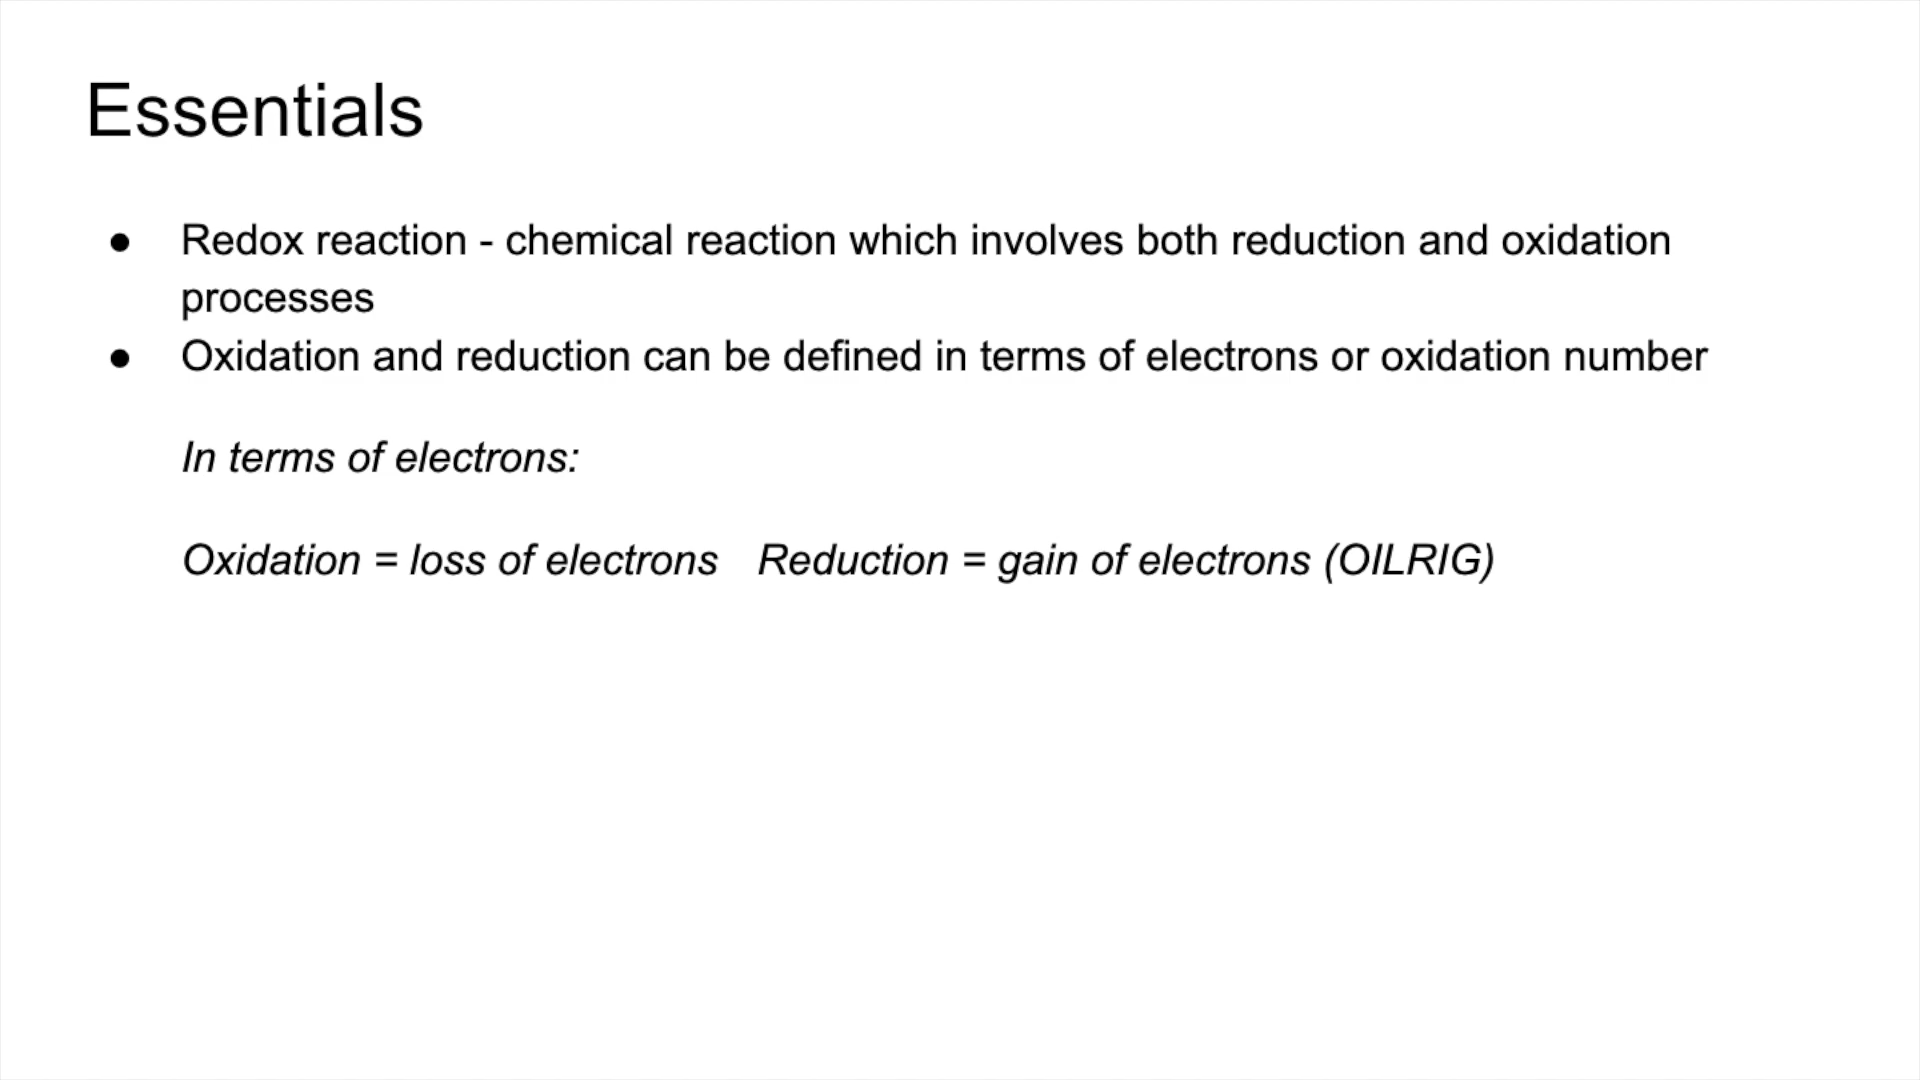 Essentials
● Redox reaction - chemical reaction which involves both reduction and oxidation
processes
● Oxidation and reduction can be defined in terms of electrons or oxidation number
In terms of electrons:
Oxidation = loss of electrons Reduction = gain of electrons (OILRIG)